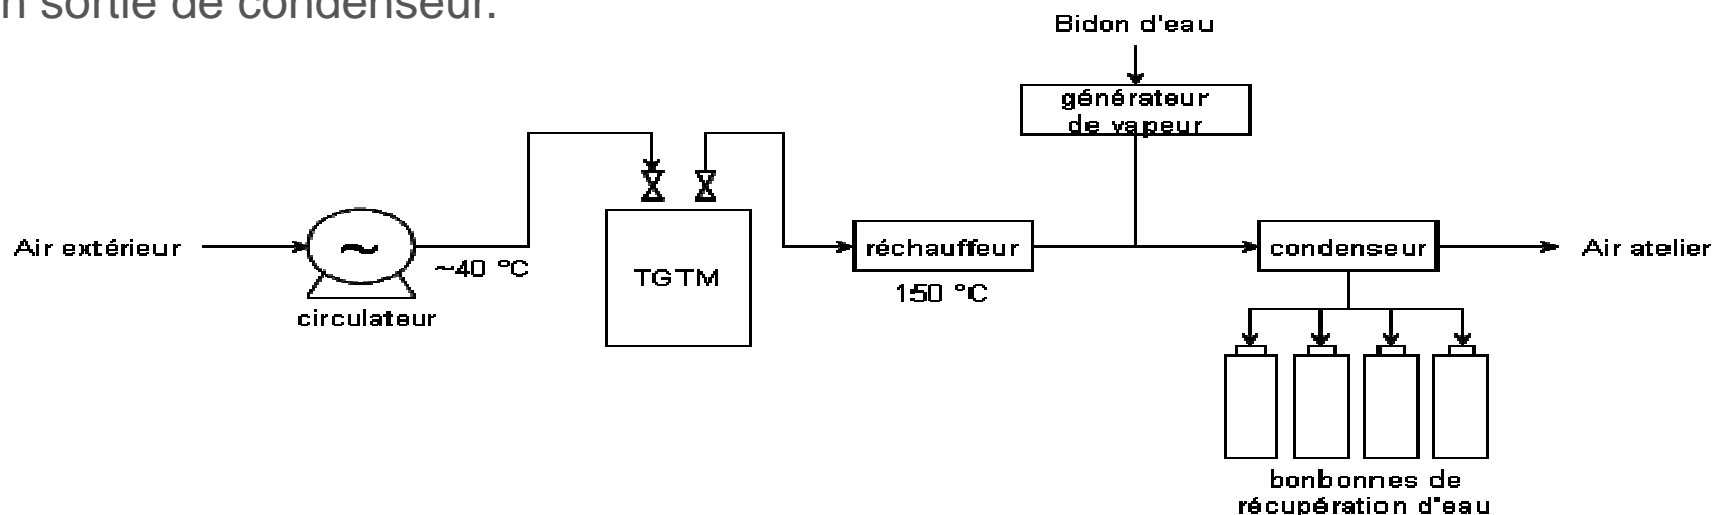 n sortie de condenseur.
Bidon d'eau
générateur
de vapeur
Air extérieur
~
~40 °C
circulateur
TGTM
réchauffeur
150 °C
condenseur
Air atelier
bonbonnes de
récupération d'eau